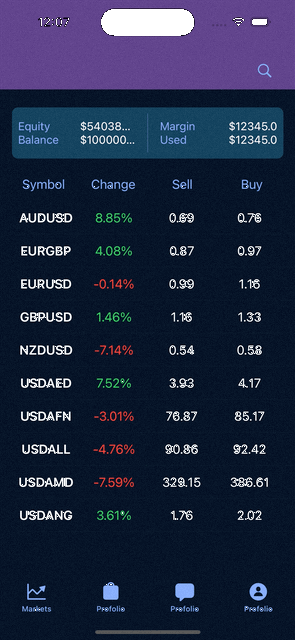 12:07
Equity $54038... Margin $12345.0
Balance $100000... Used $12345.0
Symbol Change Sell Buy
AUDUSD 8.85% 0.69 0.76
EURGBP 4.08% 0.87 0.97
EURUSD -0.14% 0.99 1.16
GBPUSD 1.46% 1.16 1.33
NZDUSD -7.14% 0.54 0.58
USDAED 7.52% 3.93 4.17
USDAFN -3.01% 76.87 85.17
USDALL -4.76% 90.86 92.42
USDAMD -7.59% 329.15 386.61
USDANG 3.61% 1.76 2.02
Markets Profolio Profolio Profolio